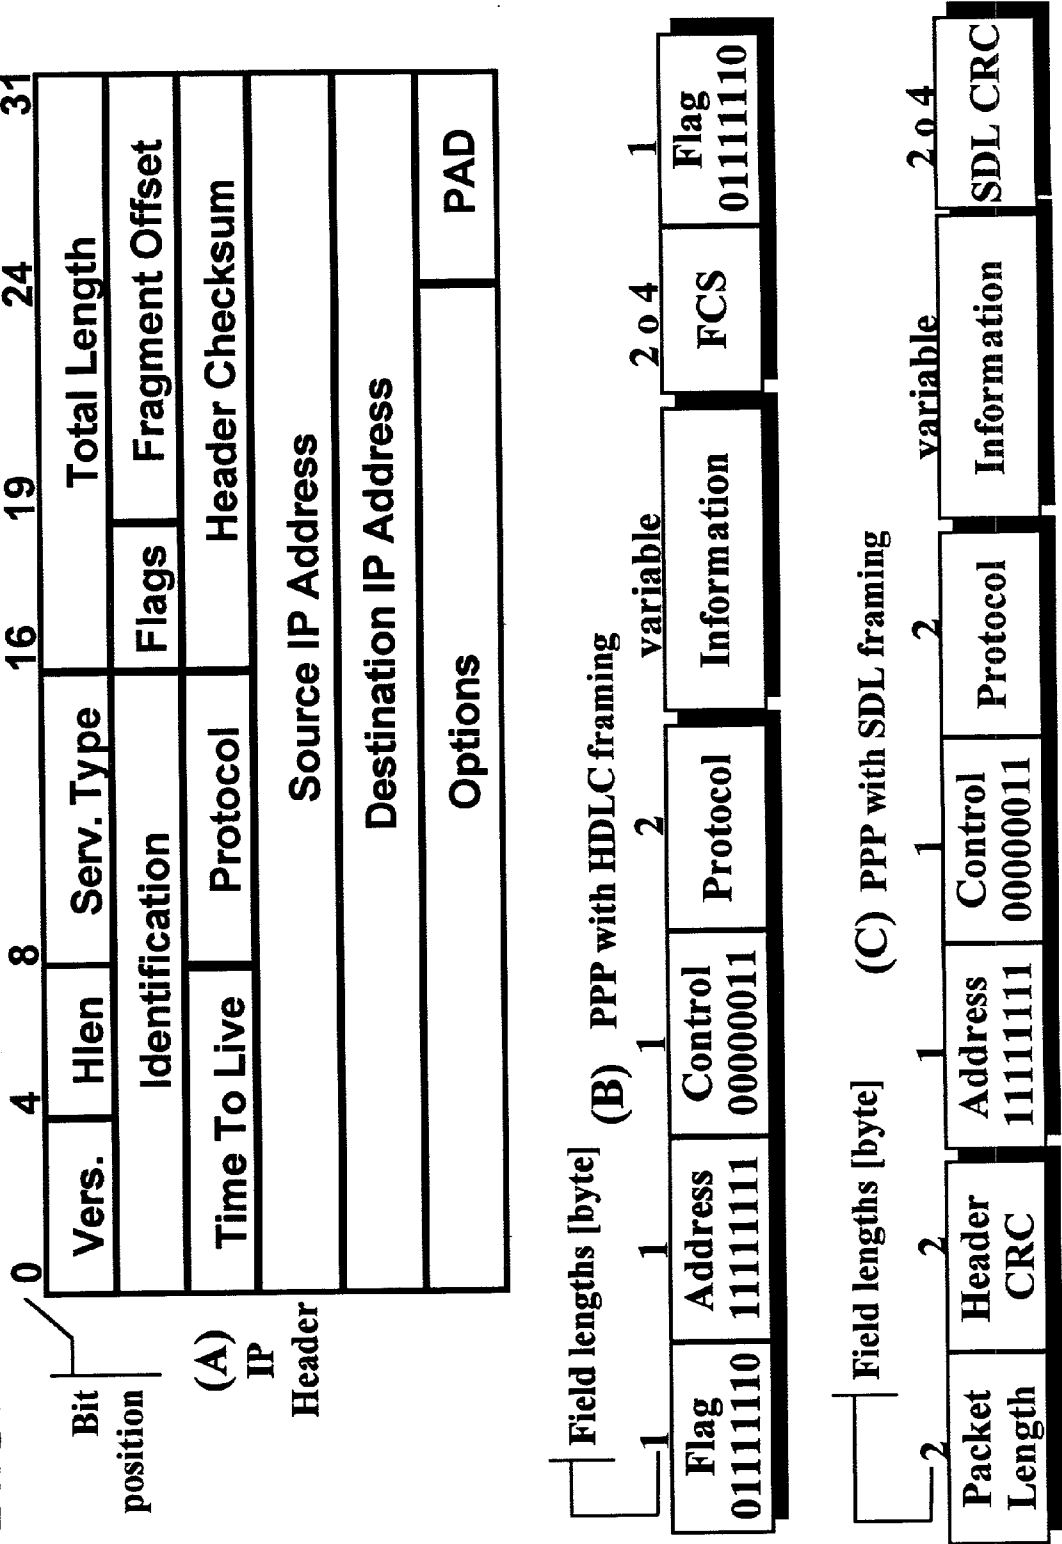 0 4 8 16 19 24 31
Bit
position
Vers. Hlen Serv. Type Total Length
Identification Flags Fragment Offset
Time To Live Protocol Header Checksum
(A)
IP
Header
Source IP Address
Destination IP Address
Options PAD
Field lengths [byte]
(B) PPP with HDLC framing
1 1 1 2 variable 2 o 4 1
Flag Address Control Protocol Information FCS Flag
01111110 11111111 00000011 01111110
Field lengths [byte]
(C) PPP with SDL framing
2 2 1 1 2 variable 2 o 4
Packet Header Address Control Protocol Information SDL CRC
Length CRC 11111111 00000011